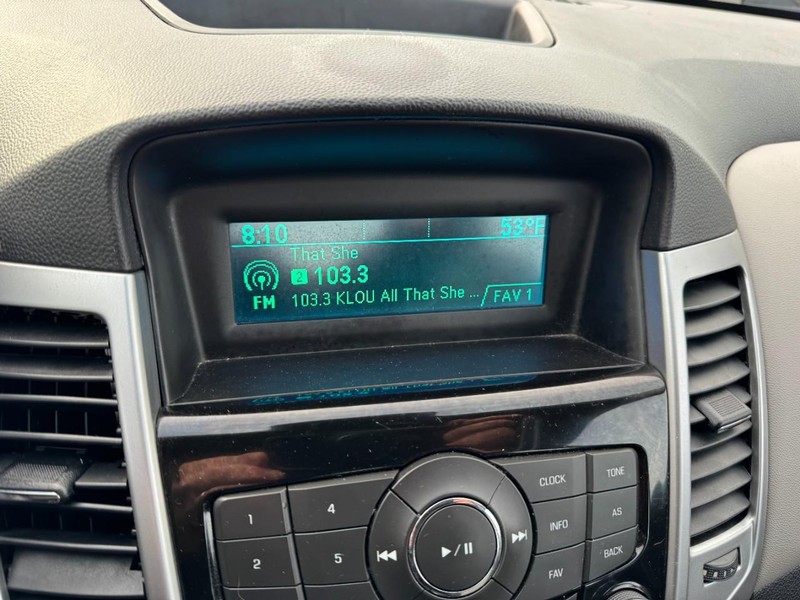 8:10 53°F
That She
2 103.3
FM 103.3 KLOU All That She ... FAV 1
CLOCK TONE
1 4
INFO AS
2 5
FAV BACK